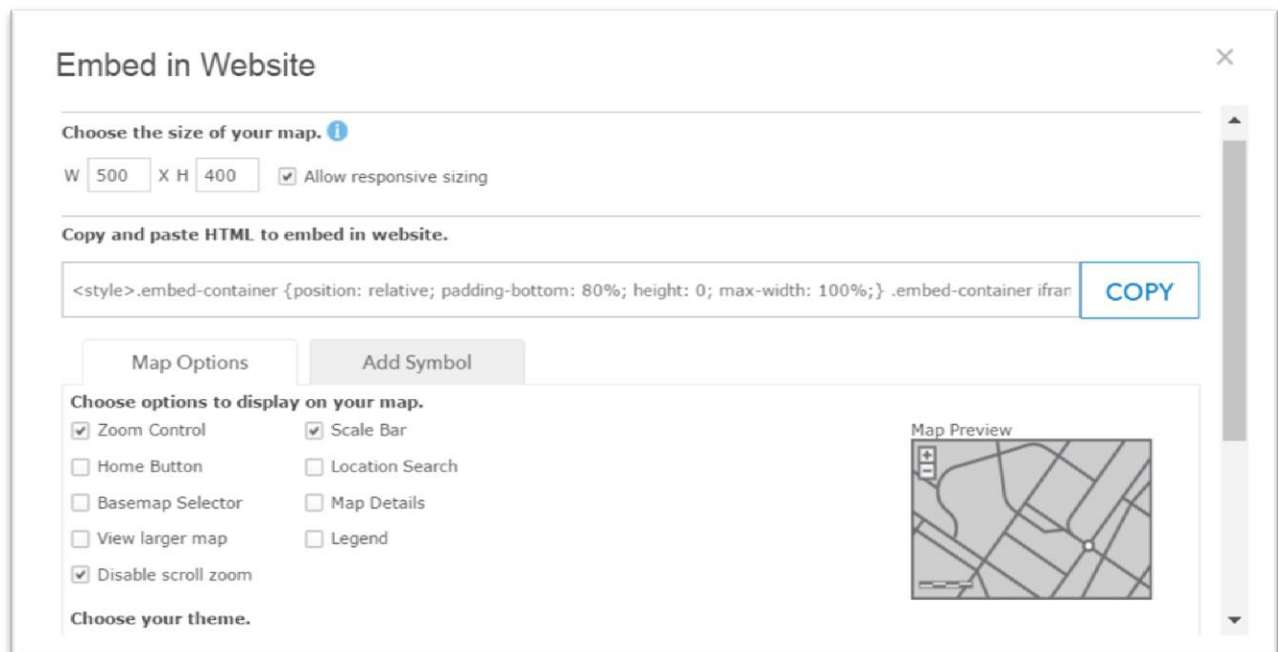 Embed in Website
Choose the size of your map.
W 500 X H 400 Allow responsive sizing
Copy and paste HTML to embed in website.
<style>.embed-container {position: relative; padding-bottom: 80%; height: 0; max-width: 100%;} .embed-container ifran COPY
Map Options Add Symbol
Choose options to display on your map.
Zoom Control Scale Bar Map Preview
Home Button Location Search
Basemap Selector Map Details
View larger map Legend
Disable scroll zoom
Choose your theme.